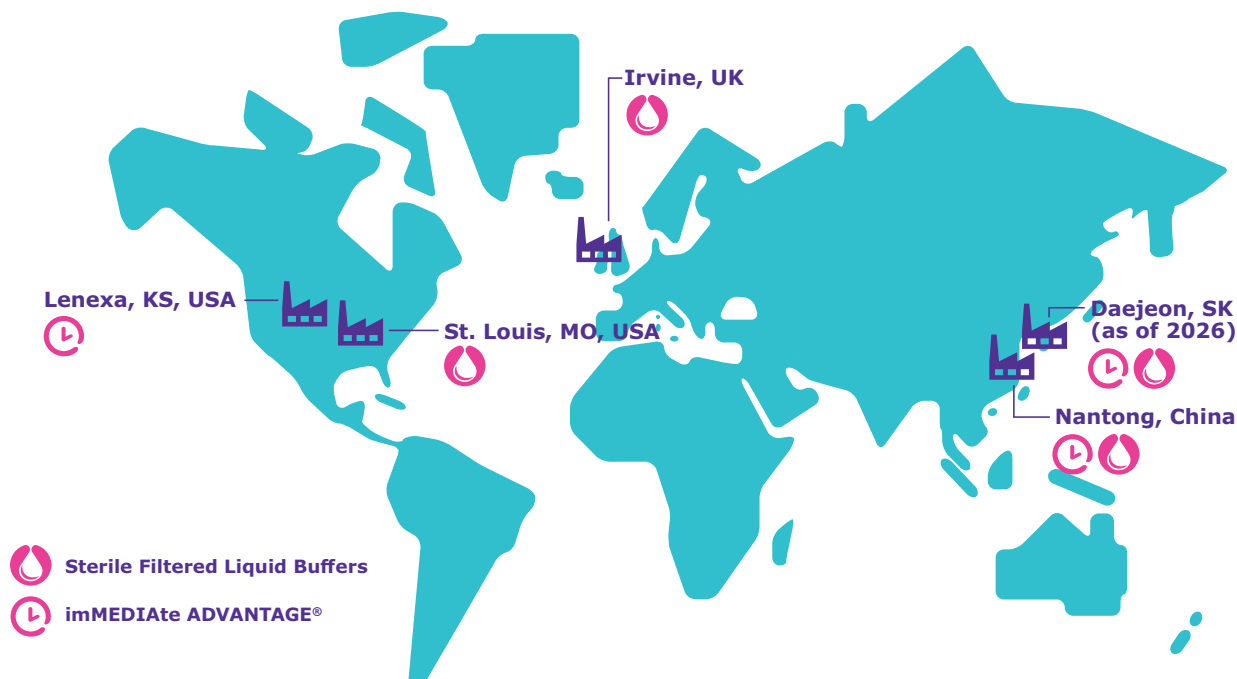 Irvine, UK
Lenexa, KS, USA
St. Louis, MO, USA
Daejeon, SK
(as of 2026)
Nantong, China
Sterile Filtered Liquid Buffers
imMEDIAte ADVANTAGE®